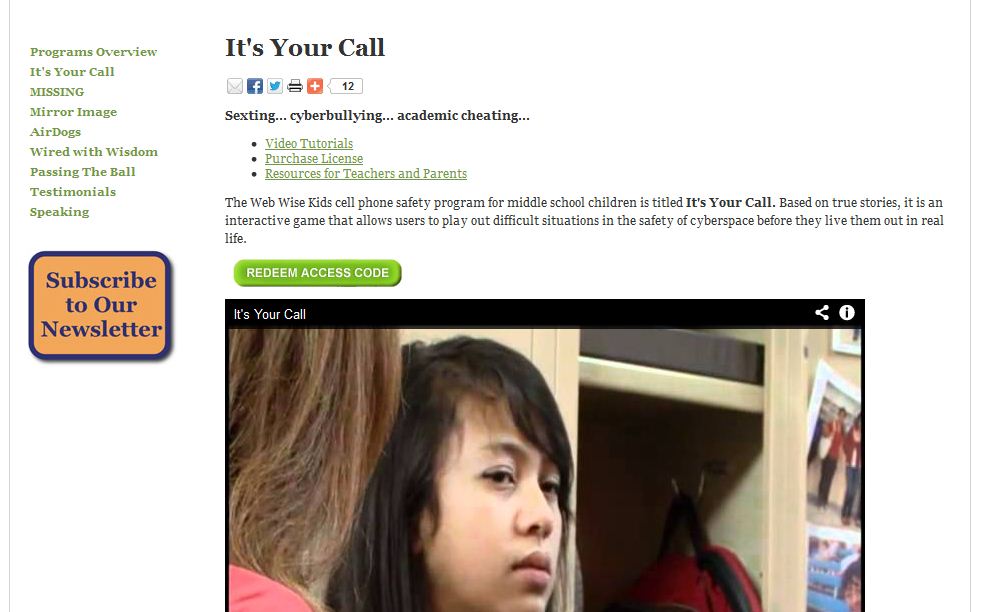 It's Your Call
12
Programs Overview
It's Your Call
MISSING
Mirror Image
AirDogs
Wired with Wisdom
Passing The Ball
Testimonials
Speaking
Subscribe
to Our
Newsletter
Sexting... cyberbullying... academic cheating...
Video Tutorials
Purchase License
Resources for Teachers and Parents
The Web Wise Kids cell phone safety program for middle school children is titled It's Your Call. Based on true stories, it is an
interactive game that allows users to play out difficult situations in the safety of cyberspace before they live them out in real
life.
REDEEM ACCESS CODE
It's Your Call